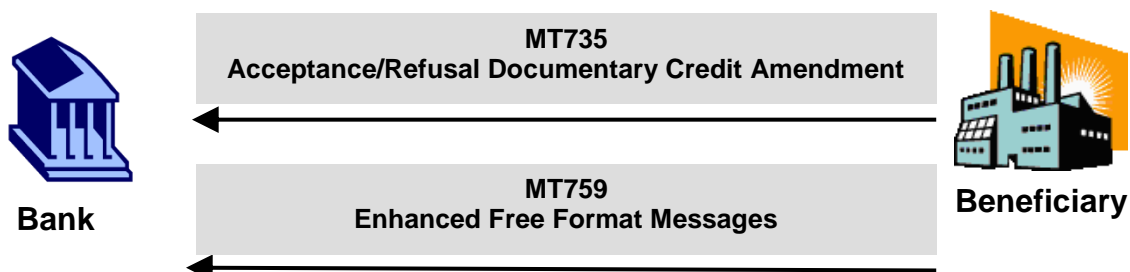 MT735
Acceptance/Refusal Documentary Credit Amendment
MT759
Enhanced Free Format Messages
Bank
Beneficiary